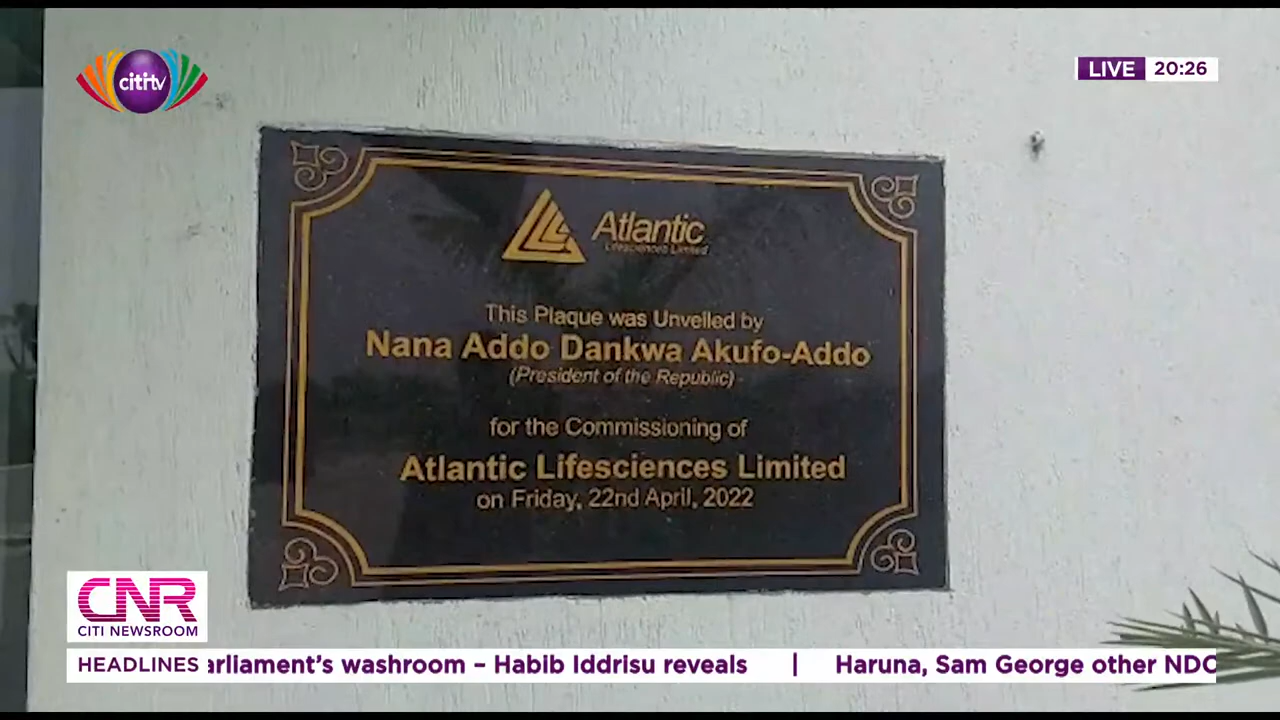 citi tv
LIVE 20:26
Atlantic
Lifesciences Limited
This Plaque was Unveiled by
Nana Addo Dankwa Akufo-Addo
(President of the Republic)
for the Commissioning of
Atlantic Lifesciences Limited
on Friday, 22nd April, 2022
CNR
CITI NEWSROOM
HEADLINES arliament's washroom – Habib Iddrisu reveals | Haruna, Sam George other NDC